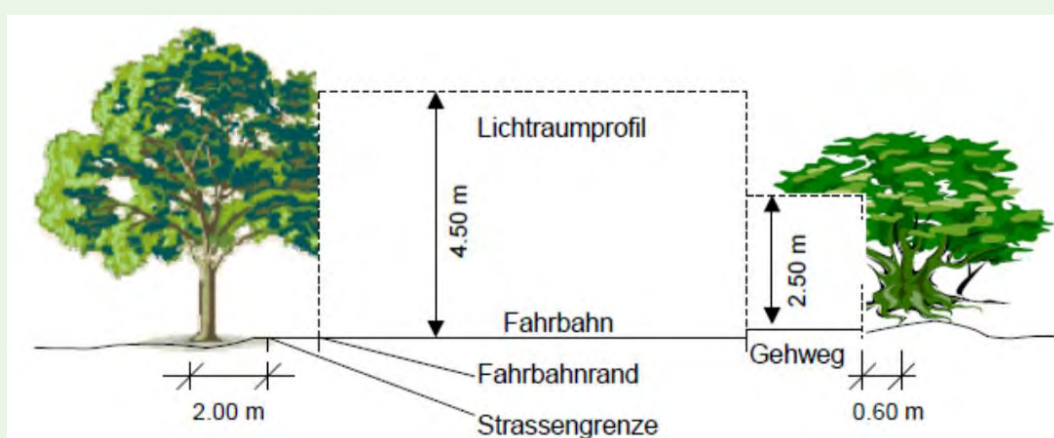 Lichtraumprofil
4.50 m
2.50 m
Fahrbahn
Gehweg
Fahrbahnrand
2.00 m
0.60 m
Strassengrenze